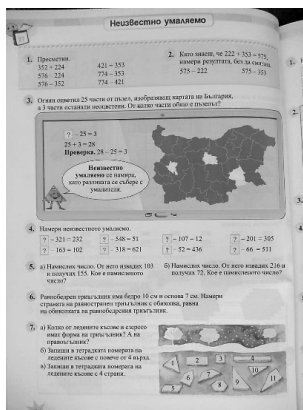 Неизвестно умаляемо
1. Пресметни.
352 + 224    421 + 353
576 – 224    774 – 353
576 – 352    774 – 421
2. Като знаеш, че 222 + 353 = 575,
намери резултата, без да смяташ.
575 – 222    575 – 353
3. Огнян оцветил 25 части от пъзел, изобразяващ картата на България,
а 3 части останали неоцветени. От колко части общо е пъзелът?
? – 25 = 3
25 + 3 = 28
Проверка. 28 – 25 = 3
Неизвестно
умаляемо се намира,
като разликата се събере с
умалителя.
4. Намери неизвестното умаляемо.
? – 321 = 232    ? – 548 = 51    ? – 107 = 12    ? – 201 = 305
? – 163 = 102    ? – 318 = 621    ? – 52 = 436    ? – 66 = 511
5. а) Намислих число. От него извадих 103
и получих 155. Кое е намисленото
число?
б) Намислих число. От него извадих 216 и
получих 72. Кое е намисленото число?
6. Равнобедрен триъгълник има бедро 10 см и основа 7 см. Намери
страната на равностранен триъгълник с обиколка, равна
на обиколката на равнобедрения триъгълник.
7. а) Колко от ледените късове в езерото
имат форма на триъгълник? А на
правоъгълник?
б) Запиши в тетрадката номерата на
ледените късове с повече от 4 върха.
в) Запиши в тетрадката номерата на
ледените късове с 4 страни.
1 2 3 4
5 6 7 8 9 10 11